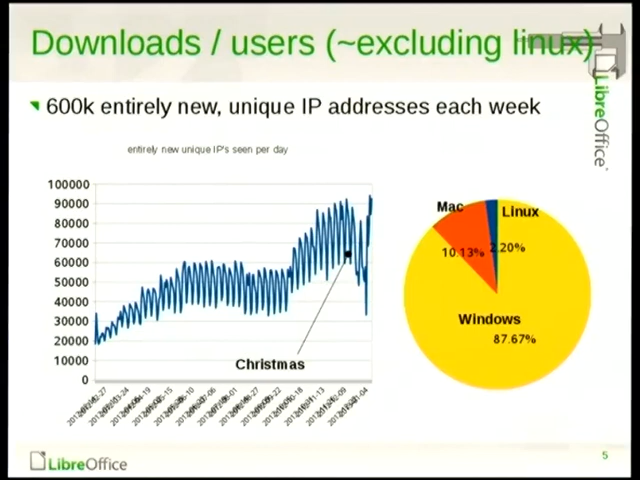 Downloads / users (~excluding linux)
LibreOffice
600k entirely new, unique IP addresses each week
entirely new unique IP's seen per day
100000
90000
80000
70000
60000
50000
40000
30000
20000
10000
0
Christmas
Mac
Linux
10.13%
2.20%
Windows
87.67%
LibreOffice
5